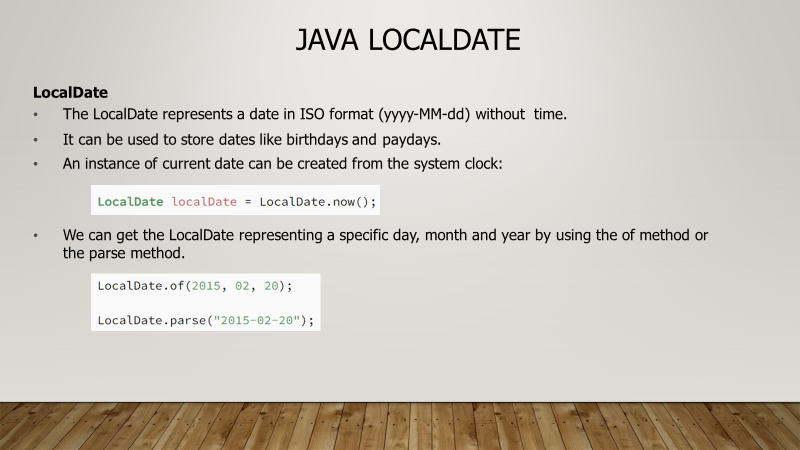 JAVA LOCALDATE
LocalDate
• The LocalDate represents a date in ISO format (yyyy-MM-dd) without time.
• It can be used to store dates like birthdays and paydays.
• An instance of current date can be created from the system clock:
LocalDate localDate = LocalDate.now();
• We can get the LocalDate representing a specific day, month and year by using the of method or
the parse method.
LocalDate.of(2015, 02, 20);
LocalDate.parse("2015-02-20");